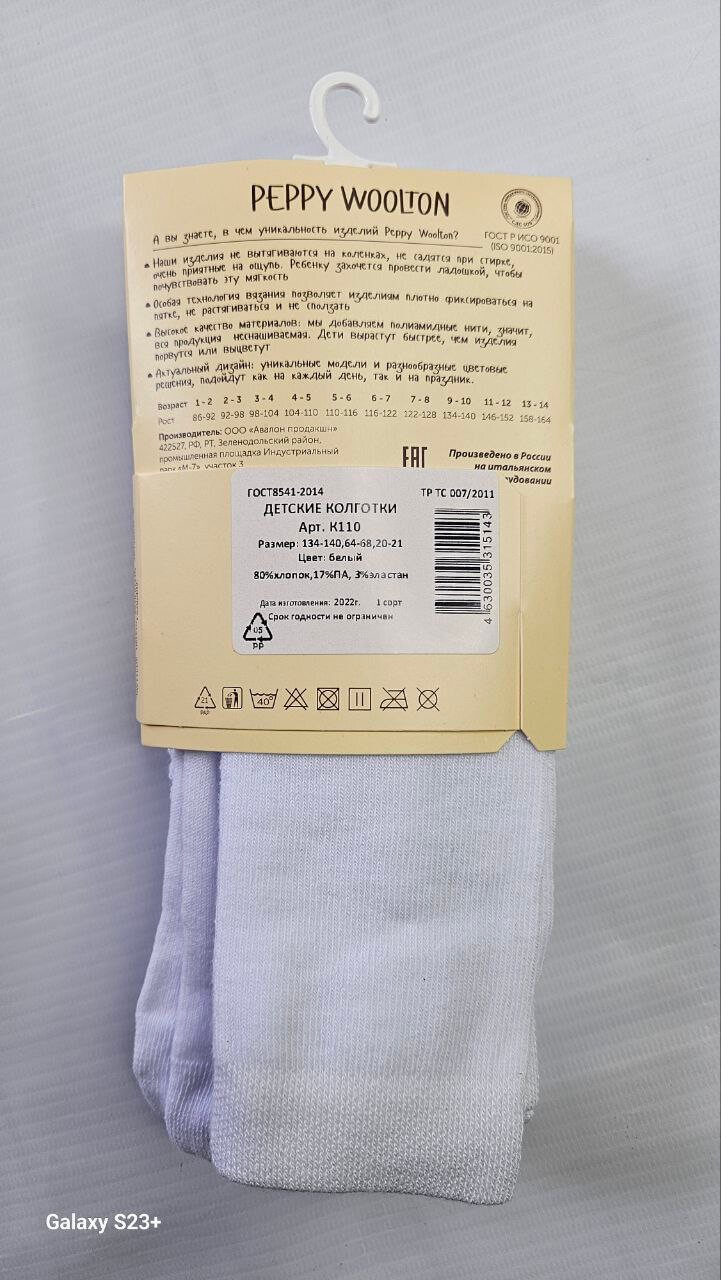 PEPPY WOOLTON
А вы знаете, в чем уникальность изделий Peppy Woolton?
ГОСТ Р ИСО 9001
(ISO 9001:2015)
Наши изделия не вытягиваются на коленках, не садятся при стирке,
очень приятные на ощупь. Ребенку захочется провести ладошкой, чтобы
почувствовать эту мягкость
Особая технология вязания позволяет изделиям плотно фиксироваться на
пятке, не растягиваться и не сползать
Высокое качество материалов: мы добавляем полиамидные нити, значит,
вся продукция неснашиваемая. Дети вырастут быстрее, чем изделия
порвутся или выцветут
Актуальный дизайн: уникальные модели и разнообразные цветовые
решения, подойдут как на каждый день, так и на праздник.
Возраст 1-2 2-3 3-4 4-5 5-6 6-7 7-8 9-10 11-12 13-14
Рост 86-92 92-98 98-104 104-110 110-116 116-122 122-128 134-140 146-152 158-164
Производитель: ООО «Авалон продакшн»
422527, РФ, РТ, Зеленодольский район,
промышленная площадка Индустриальный
парк «М-7», участок 3
EAC
Произведено в России
на итальянском
ГОСТ8541-2014
ТР ТС 007/2011
ДЕТСКИЕ КОЛГОТКИ
Арт. К110
Размер: 134-140,64-68,20-21
Цвет: белый
80%хлопок,17%ПА, 3%эластан
Дата изготовления: 2022г. 1 сорт
Срок годности не ограничен
05
PP
4 630035 315143
21
PAP
40°
Galaxy S23+